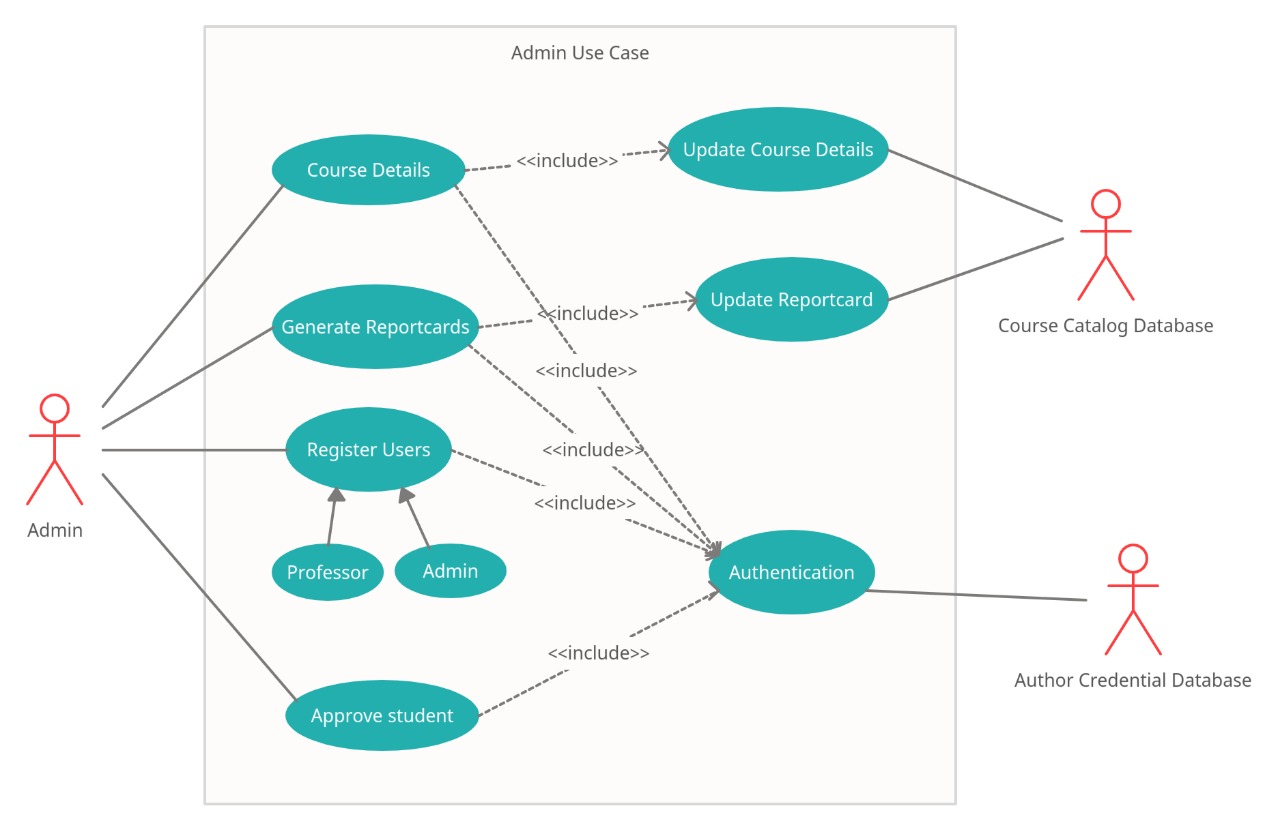 Admin Use Case
Course Details
<<include>>
Update Course Details
Generate Reportcards
<<include>>
Update Reportcard
Course Catalog Database
<<include>>
Register Users
<<include>>
<<include>>
Admin
Professor
Admin
Authentication
<<include>>
Author Credential Database
Approve student